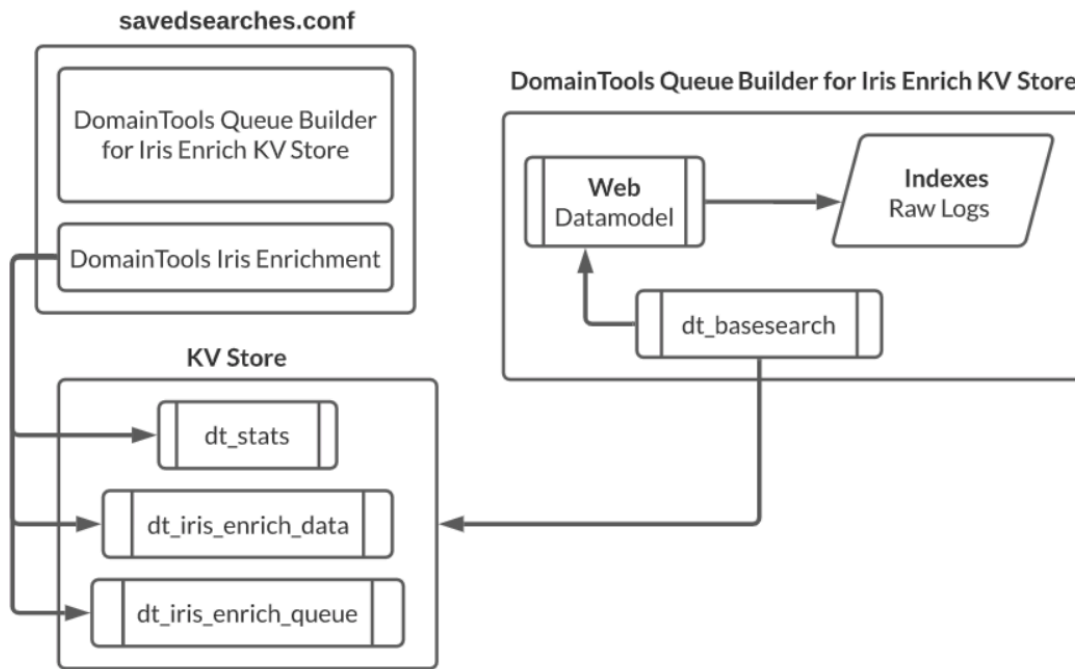 savedsearches.conf
DomainTools Queue Builder
for Iris Enrich KV Store
DomainTools Iris Enrichment
KV Store
dt_stats
dt_iris_enrich_data
dt_iris_enrich_queue
DomainTools Queue Builder for Iris Enrich KV Store
Web
Datamodel
Indexes
Raw Logs
dt_basesearch